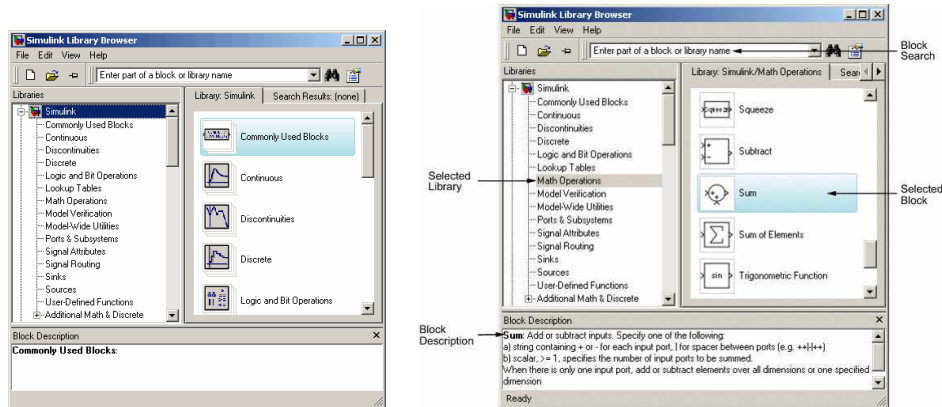 Simulink Library Browser
File Edit View Help
Enter part of a block or library name
Libraries
Simulink
Commonly Used Blocks
Continuous
Discontinuities
Discrete
Logic and Bit Operations
Lookup Tables
Math Operations
Model Verification
Model-Wide Utilities
Ports & Subsystems
Signal Attributes
Signal Routing
Sinks
Sources
User-Defined Functions
Additional Math & Discrete
Library: Simulink Search Results: (none)
Commonly Used Blocks
Continuous
Discontinuities
Discrete
Logic and Bit Operations
Block Description
Commonly Used Blocks:
Simulink Library Browser
File Edit View Help
Enter part of a block or library name
Block
Search
Libraries
Simulink
Commonly Used Blocks
Continuous
Discontinuities
Discrete
Logic and Bit Operations
Lookup Tables
Math Operations
Model Verification
Model-Wide Utilities
Ports & Subsystems
Signal Attributes
Signal Routing
Sinks
Sources
User-Defined Functions
Additional Math & Discrete
Selected
Library
Library: Simulink/Math Operations
Squeeze
Subtract
Sum
Sum of Elements
sin
Trigonometric Function
Selected
Block
Block
Description
Block Description
Sum: Add or subtract inputs. Specify one of the following:
a) string containing + or - for each input port, | for spacer between ports (e.g. ++|-|++)
b) scalar, >= 1, specifies the number of input ports to be summed.
When there is only one input port, add or subtract elements over all dimensions or one specified
dimension
Ready